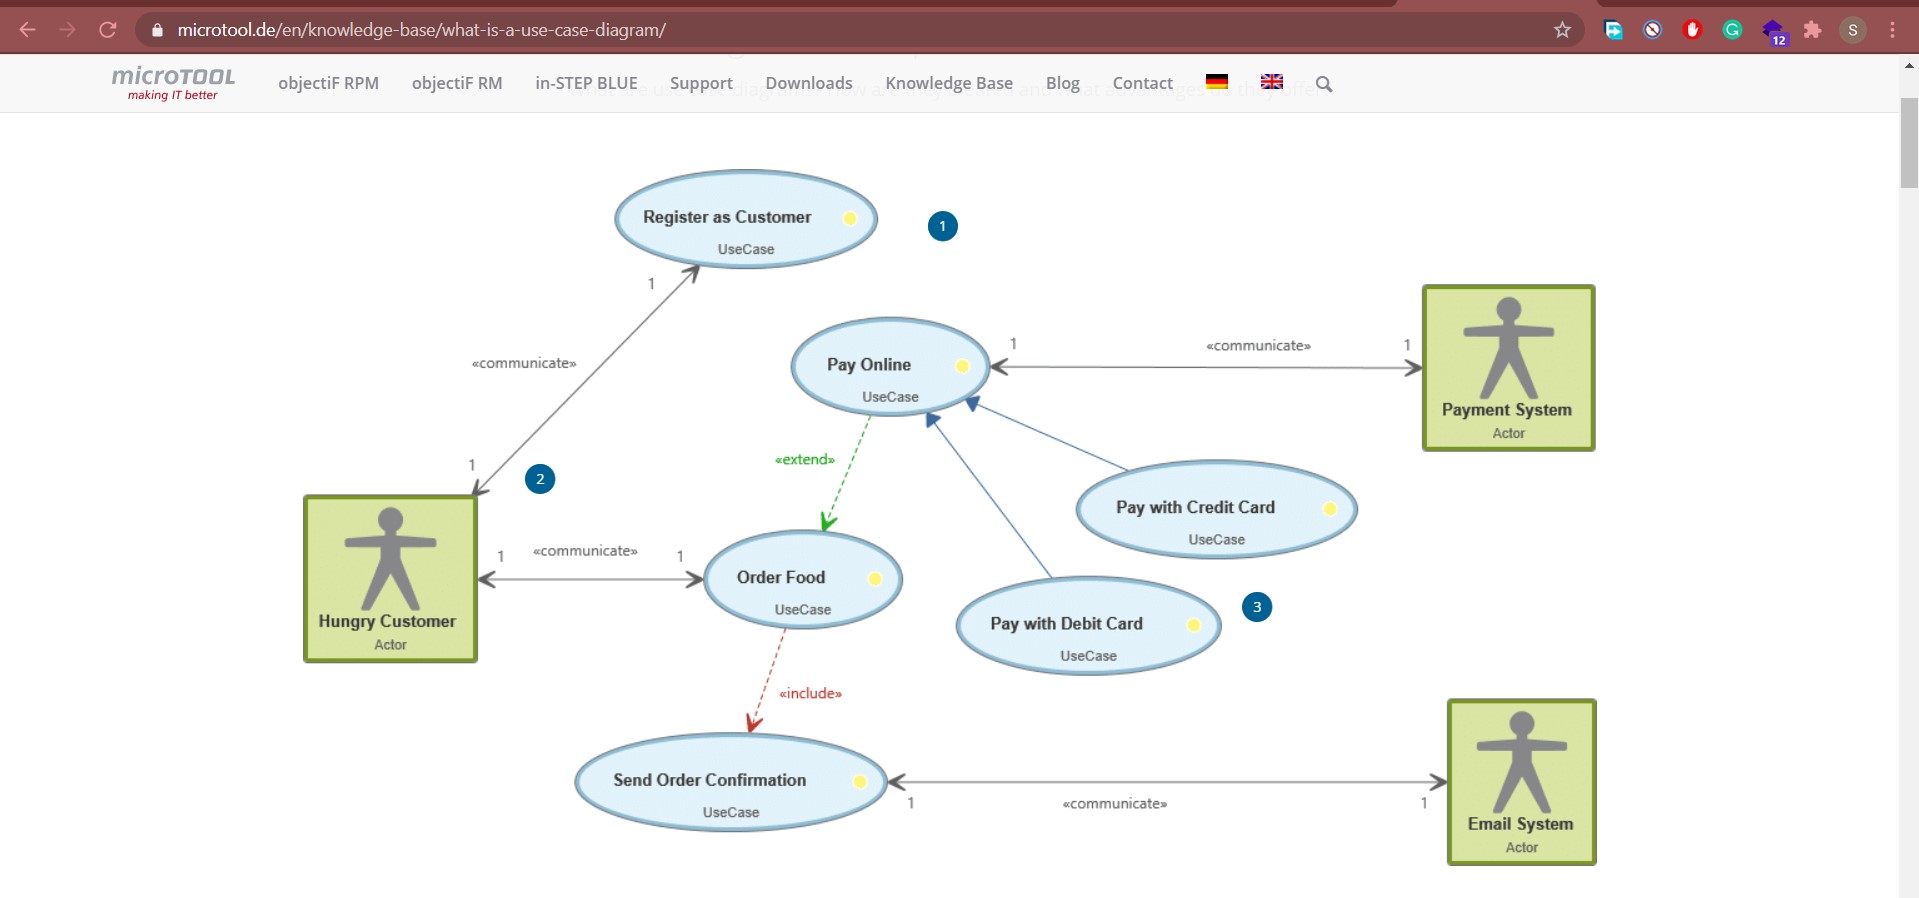 microtool.de/en/knowledge-base/what-is-a-use-case-diagram/
S
12
microTOOL
making IT better
objectiF RPM
objectiF RM
in-STEP BLUE
Support
Downloads
Knowledge Base
Blog
Contact
Register as Customer
UseCase
1
1
«communicate»
1
2
Pay Online
UseCase
1
«communicate»
1
Payment System
Actor
«extend»
Pay with Credit Card
UseCase
Hungry Customer
Actor
1
«communicate»
1
Order Food
UseCase
Pay with Debit Card
UseCase
3
«include»
Send Order Confirmation
UseCase
1
«communicate»
1
Email System
Actor